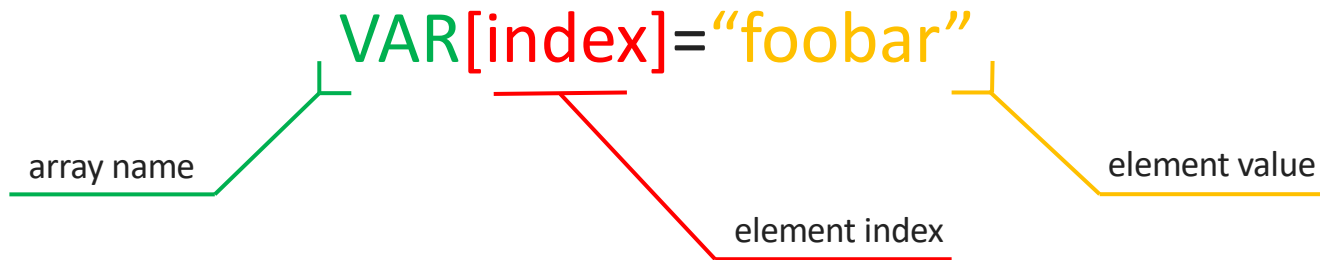 VAR[index]=“foobar”
array name
element value
element index